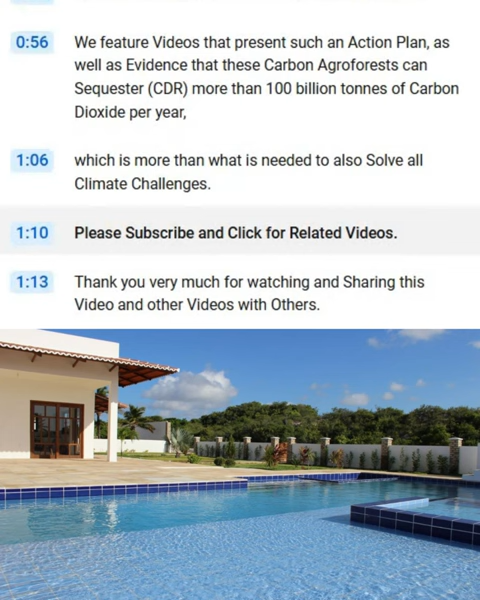 0:56
We feature Videos that present such an Action Plan, as
well as Evidence that these Carbon Agroforests can
Sequester (CDR) more than 100 billion tonnes of Carbon
Dioxide per year,
1:06
which is more than what is needed to also Solve all
Climate Challenges.
1:10
Please Subscribe and Click for Related Videos.
1:13
Thank you very much for watching and Sharing this
Video and other Videos with Others.